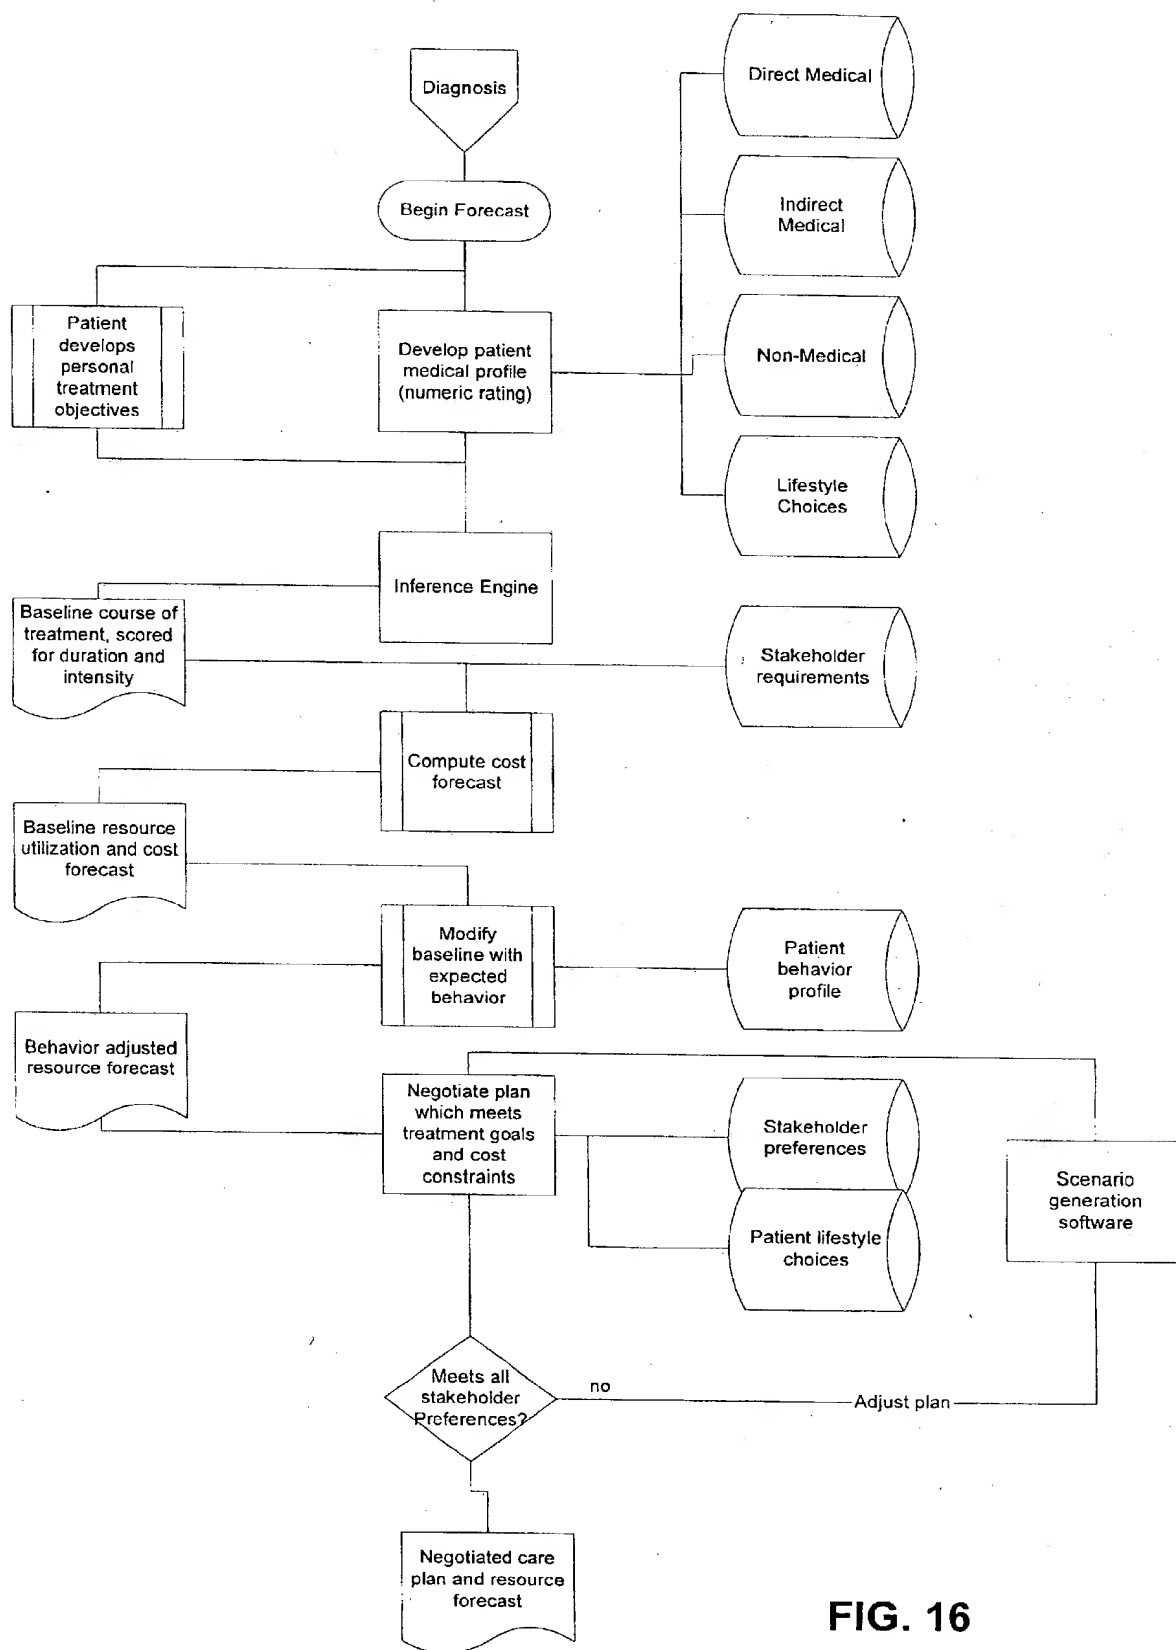 Diagnosis
Direct Medical
Begin Forecast
Indirect
Medical
Patient
develops
personal
treatment
objectives
Develop patient
medical profile
(numeric rating)
Non-Medical
Lifestyle
Choices
Inference Engine
Baseline course of
treatment, scored
for duration and
intensity
Stakeholder
requirements
Compute cost
forecast
Baseline resource
utilization and cost
forecast
Modify
baseline with
expected
behavior
Patient
behavior
profile
Behavior adjusted
resource forecast
Negotiate plan
which meets
treatment goals
and cost
constraints
Stakeholder
preferences
Scenario
generation
software
Patient lifestyle
choices
Meets all
stakeholder
Preferences?
no
Adjust plan
Negotiated care
plan and resource
forecast
FIG. 16